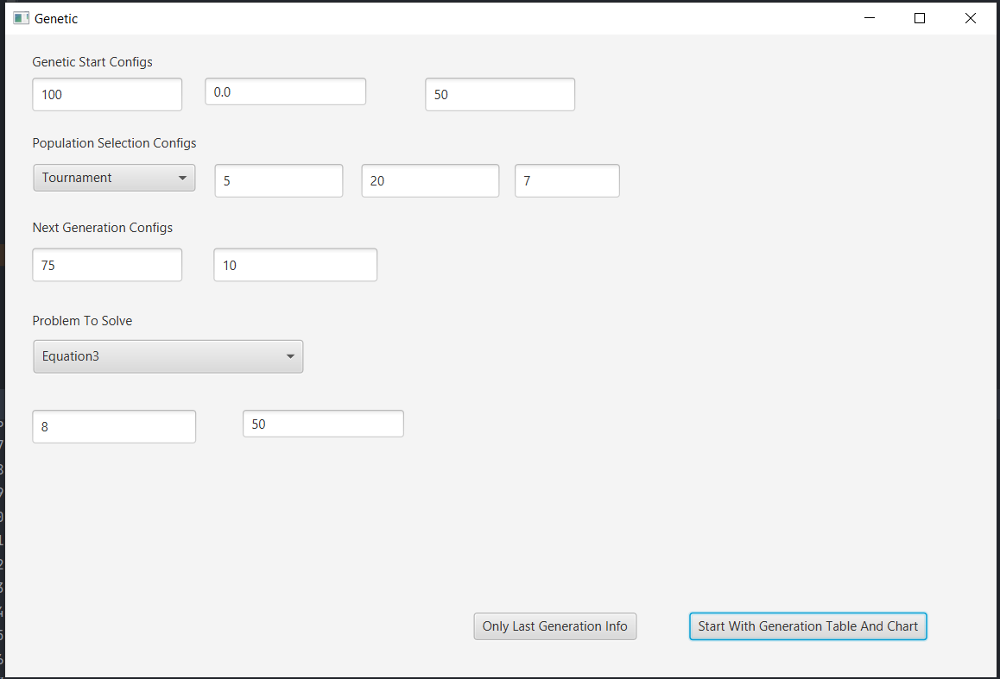 Genetic
Genetic Start Configs
100 0.0 50
Population Selection Configs
Tournament 5 20 7
Next Generation Configs
75 10
Problem To Solve
Equation3
8 50
Only Last Generation Info Start With Generation Table And Chart